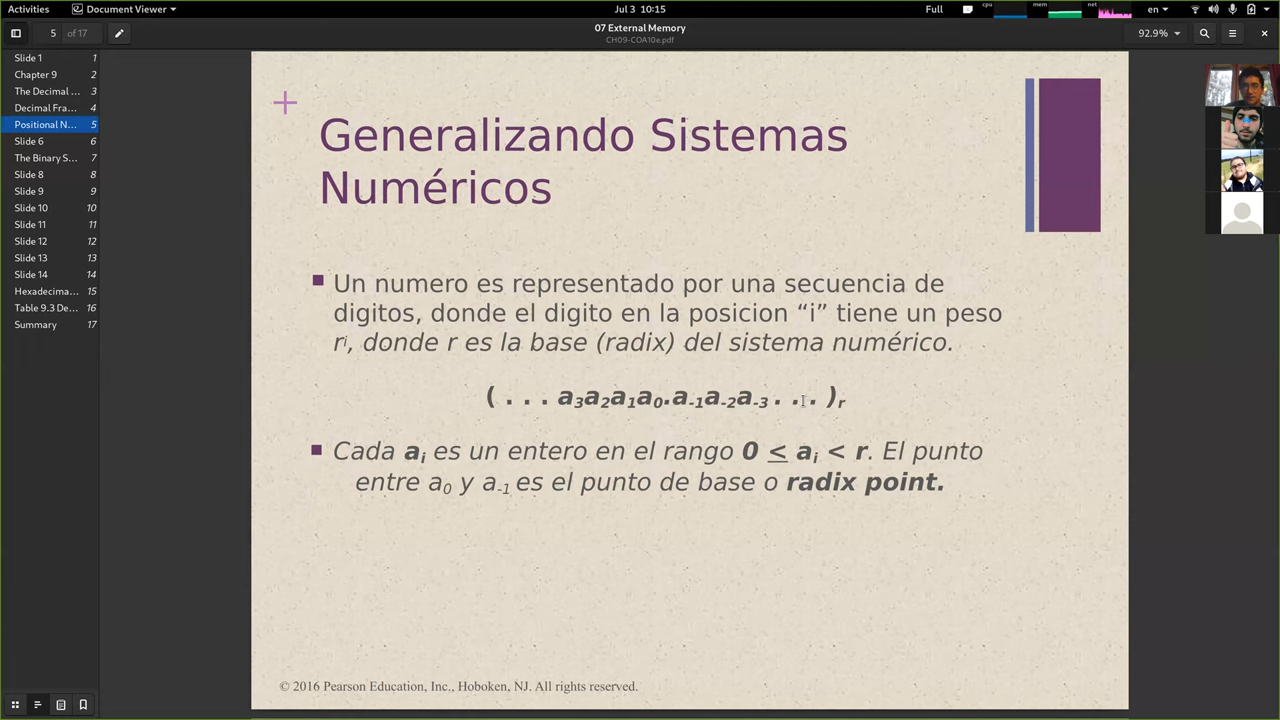 Activities
Document Viewer
Jul 3 10:15
Full
cpu
mem
net
en
5 of 17
07 External Memory
CH09-COA10e.pdf
92.9%
Slide 1 1
Chapter 9 2
The Decimal ... 3
Decimal Fra... 4
Positional N... 5
Slide 6 6
The Binary S... 7
Slide 8 8
Slide 9 9
Slide 10 10
Slide 11 11
Slide 12 12
Slide 13 13
Slide 14 14
Hexadecima... 15
Table 9.3 De... 16
Summary 17
+
Generalizando Sistemas
Numéricos
Un numero es representado por una secuencia de
digitos, donde el digito en la posicion “i” tiene un peso
rⁱ, donde r es la base (radix) del sistema numérico.
( . . . a₃a₂a₁a₀.a₋₁a₋₂a₋₃ . . . )ᵣ
Cada aᵢ es un entero en el rango 0 ≤ aᵢ < r. El punto
entre a₀ y a₋₁ es el punto de base o radix point.
© 2016 Pearson Education, Inc., Hoboken, NJ. All rights reserved.